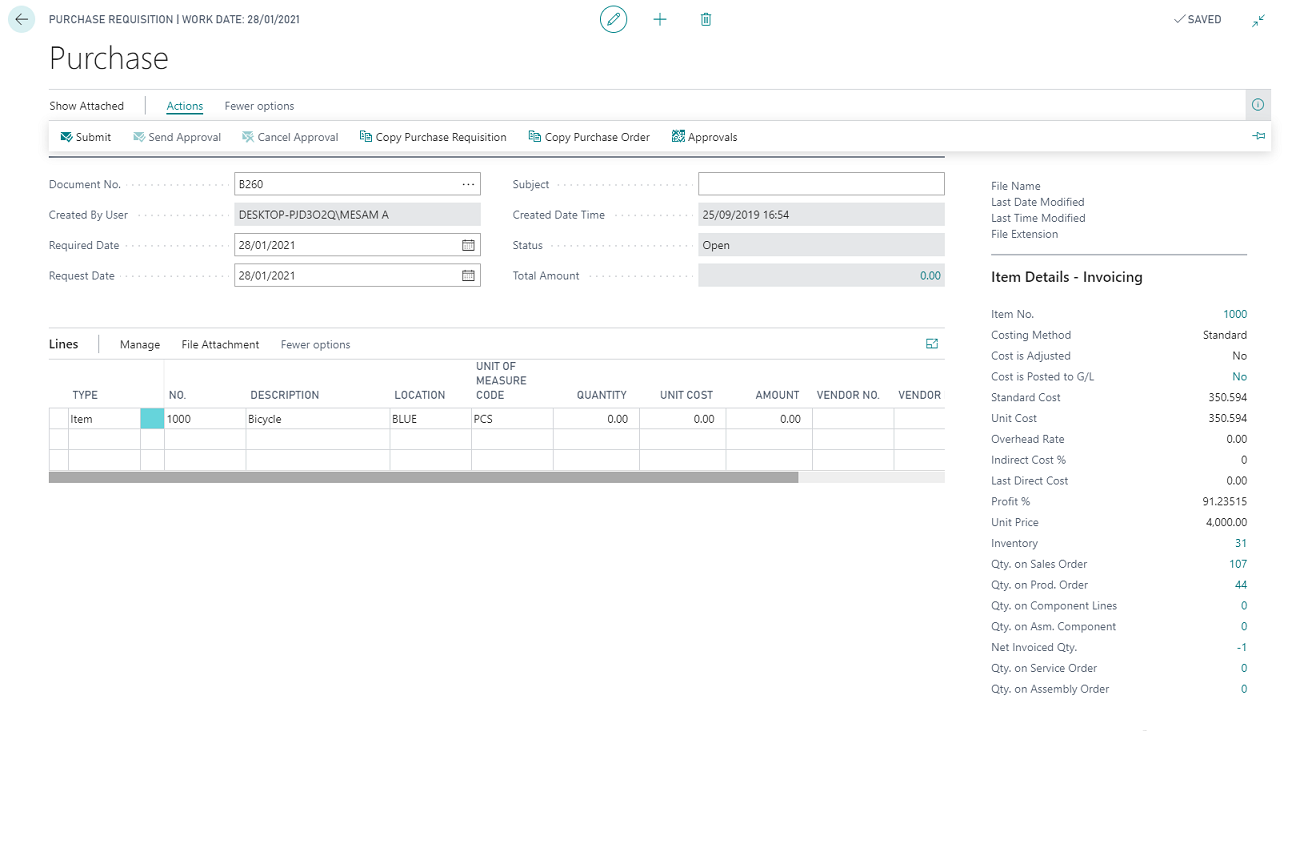 PURCHASE REQUISITION | WORK DATE: 28/01/2021
SAVED
Purchase
Show Attached
Actions
Fewer options
Submit
Send Approval
Cancel Approval
Copy Purchase Requisition
Copy Purchase Order
Approvals
Document No. B260
Created By User DESKTOP-PJD3O2Q\MESAM A
Required Date 28/01/2021
Request Date 28/01/2021
Subject
Created Date Time 25/09/2019 16:54
Status Open
Total Amount 0.00
Lines
Manage
File Attachment
Fewer options
TYPE NO. DESCRIPTION LOCATION UNIT OF MEASURE CODE QUANTITY UNIT COST AMOUNT VENDOR NO. VENDOR
Item 1000 Bicycle BLUE PCS 0.00 0.00 0.00
File Name
Last Date Modified
Last Time Modified
File Extension
Item Details - Invoicing
Item No. 1000
Costing Method Standard
Cost is Adjusted No
Cost is Posted to G/L No
Standard Cost 350.594
Unit Cost 350.594
Overhead Rate 0.00
Indirect Cost % 0
Last Direct Cost 0.00
Profit % 91.23515
Unit Price 4,000.00
Inventory 31
Qty. on Sales Order 107
Qty. on Prod. Order 44
Qty. on Component Lines 0
Qty. on Asm. Component 0
Net Invoiced Qty. -1
Qty. on Service Order 0
Qty. on Assembly Order 0